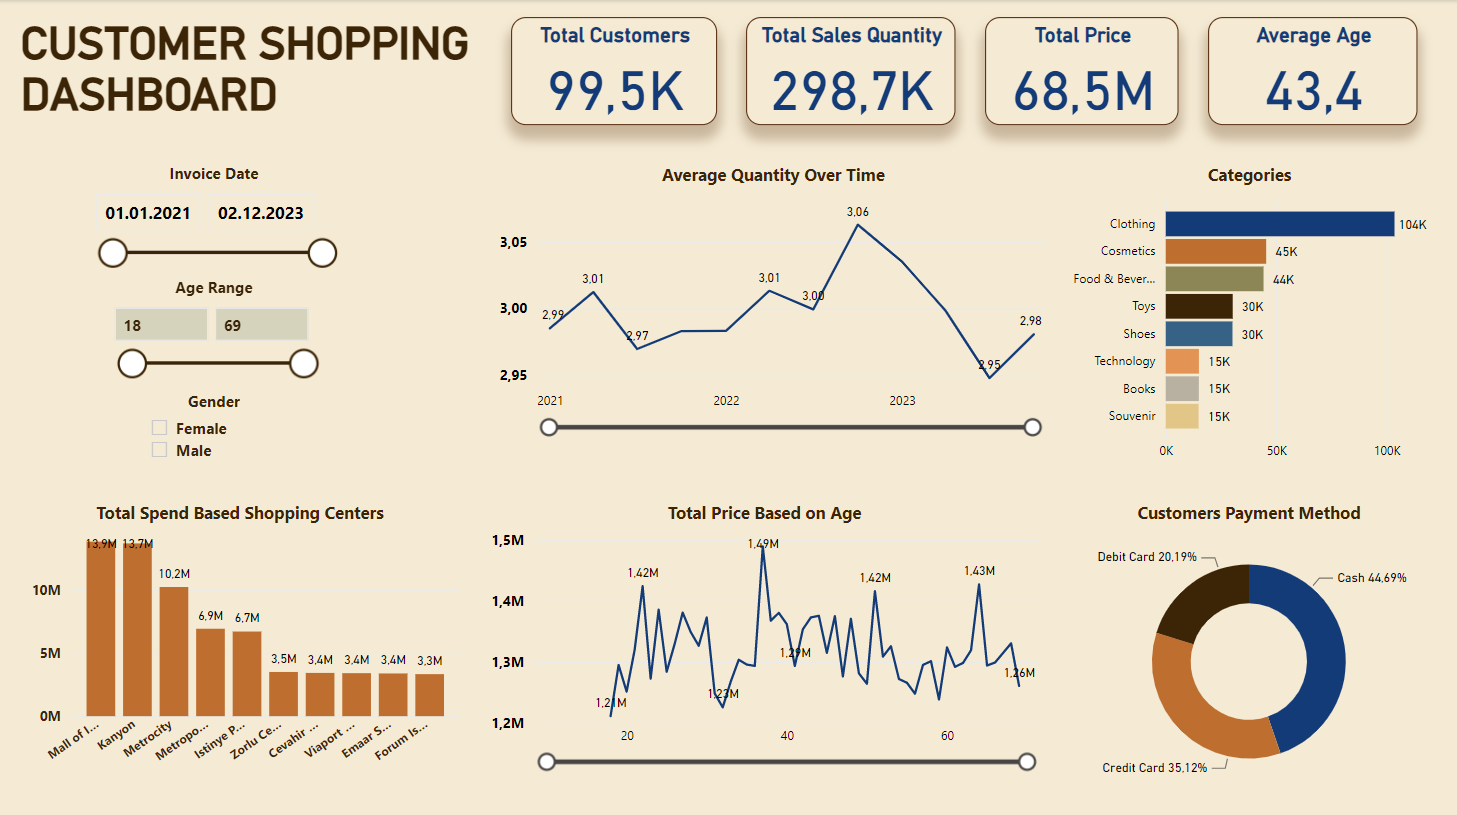 CUSTOMER SHOPPING
DASHBOARD
Total Customers
99,5K
Total Sales Quantity
298,7K
Total Price
68,5M
Average Age
43,4
Invoice Date
01.01.2021
02.12.2023
Age Range
18
69
Gender
Female
Male
Average Quantity Over Time
3,05
3,00
2,95
2,99
3,01
2,97
3,01
3,00
3,06
2,95
2,98
2021
2022
2023
Categories
Clothing
104K
Cosmetics
45K
Food & Bever...
44K
Toys
30K
Shoes
30K
Technology
15K
Books
15K
Souvenir
15K
0K
50K
100K
Total Spend Based Shopping Centers
10M
5M
0M
13,9M
13,7M
10,2M
6,9M
6,7M
3,5M
3,4M
3,4M
3,4M
3,3M
Mall of I...
Kanyon
Metrocity
Metropo...
Istinye P...
Zorlu Ce...
Cevahir ...
Viaport ...
Emaar S...
Forum Is...
Total Price Based on Age
1,5M
1,4M
1,3M
1,2M
1,21M
1,42M
1,23M
1,49M
1,29M
1,42M
1,43M
1,26M
20
40
60
Customers Payment Method
Debit Card 20,19%
Cash 44,69%
Credit Card 35,12%